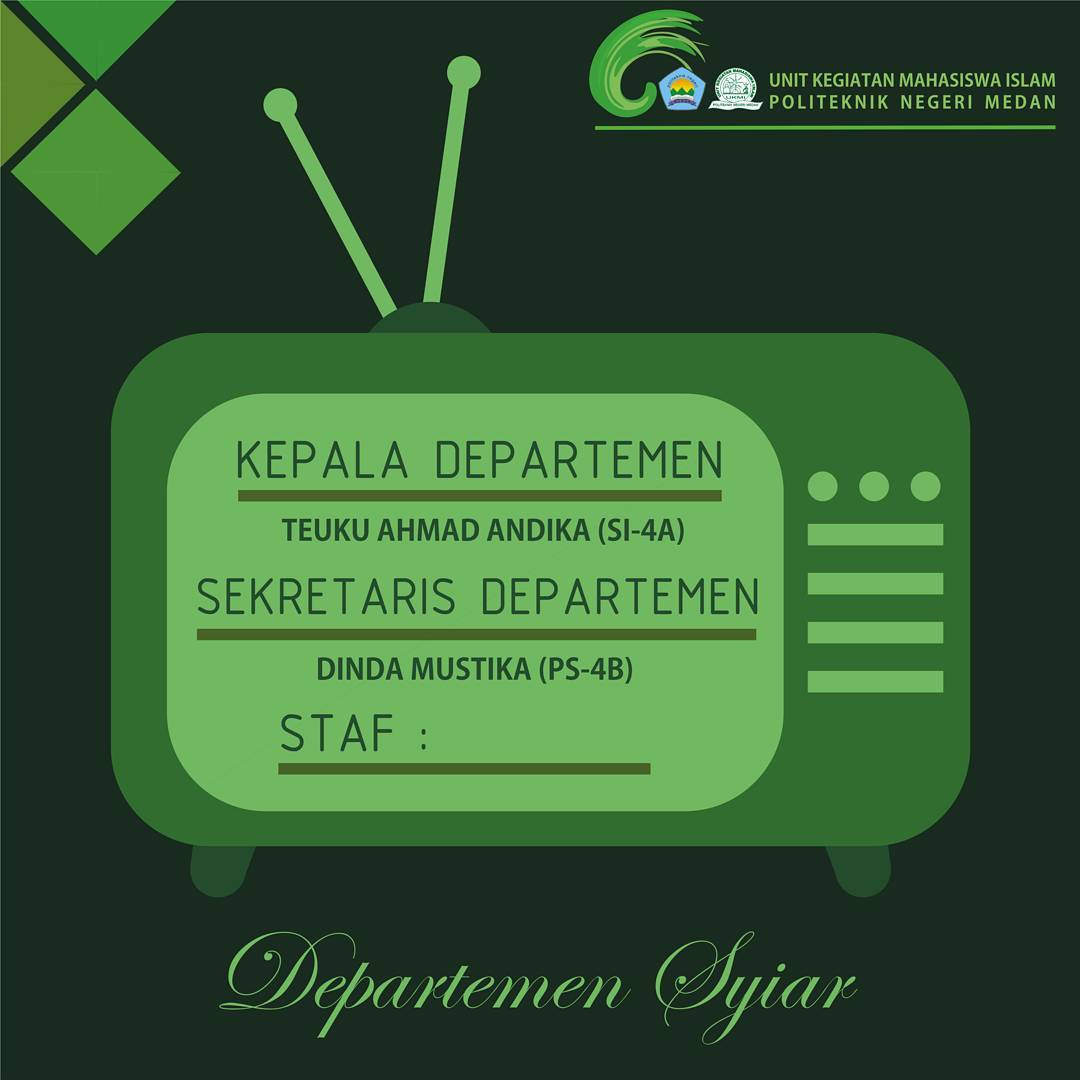 UNIT KEGIATAN MAHASISWA ISLAM
POLITEKNIK NEGERI MEDAN
KEPALA DEPARTEMEN
TEUKU AHMAD ANDIKA (SI-4A)
SEKRETARIS DEPARTEMEN
DINDA MUSTIKA (PS-4B)
STAF :
Departemen Syiar